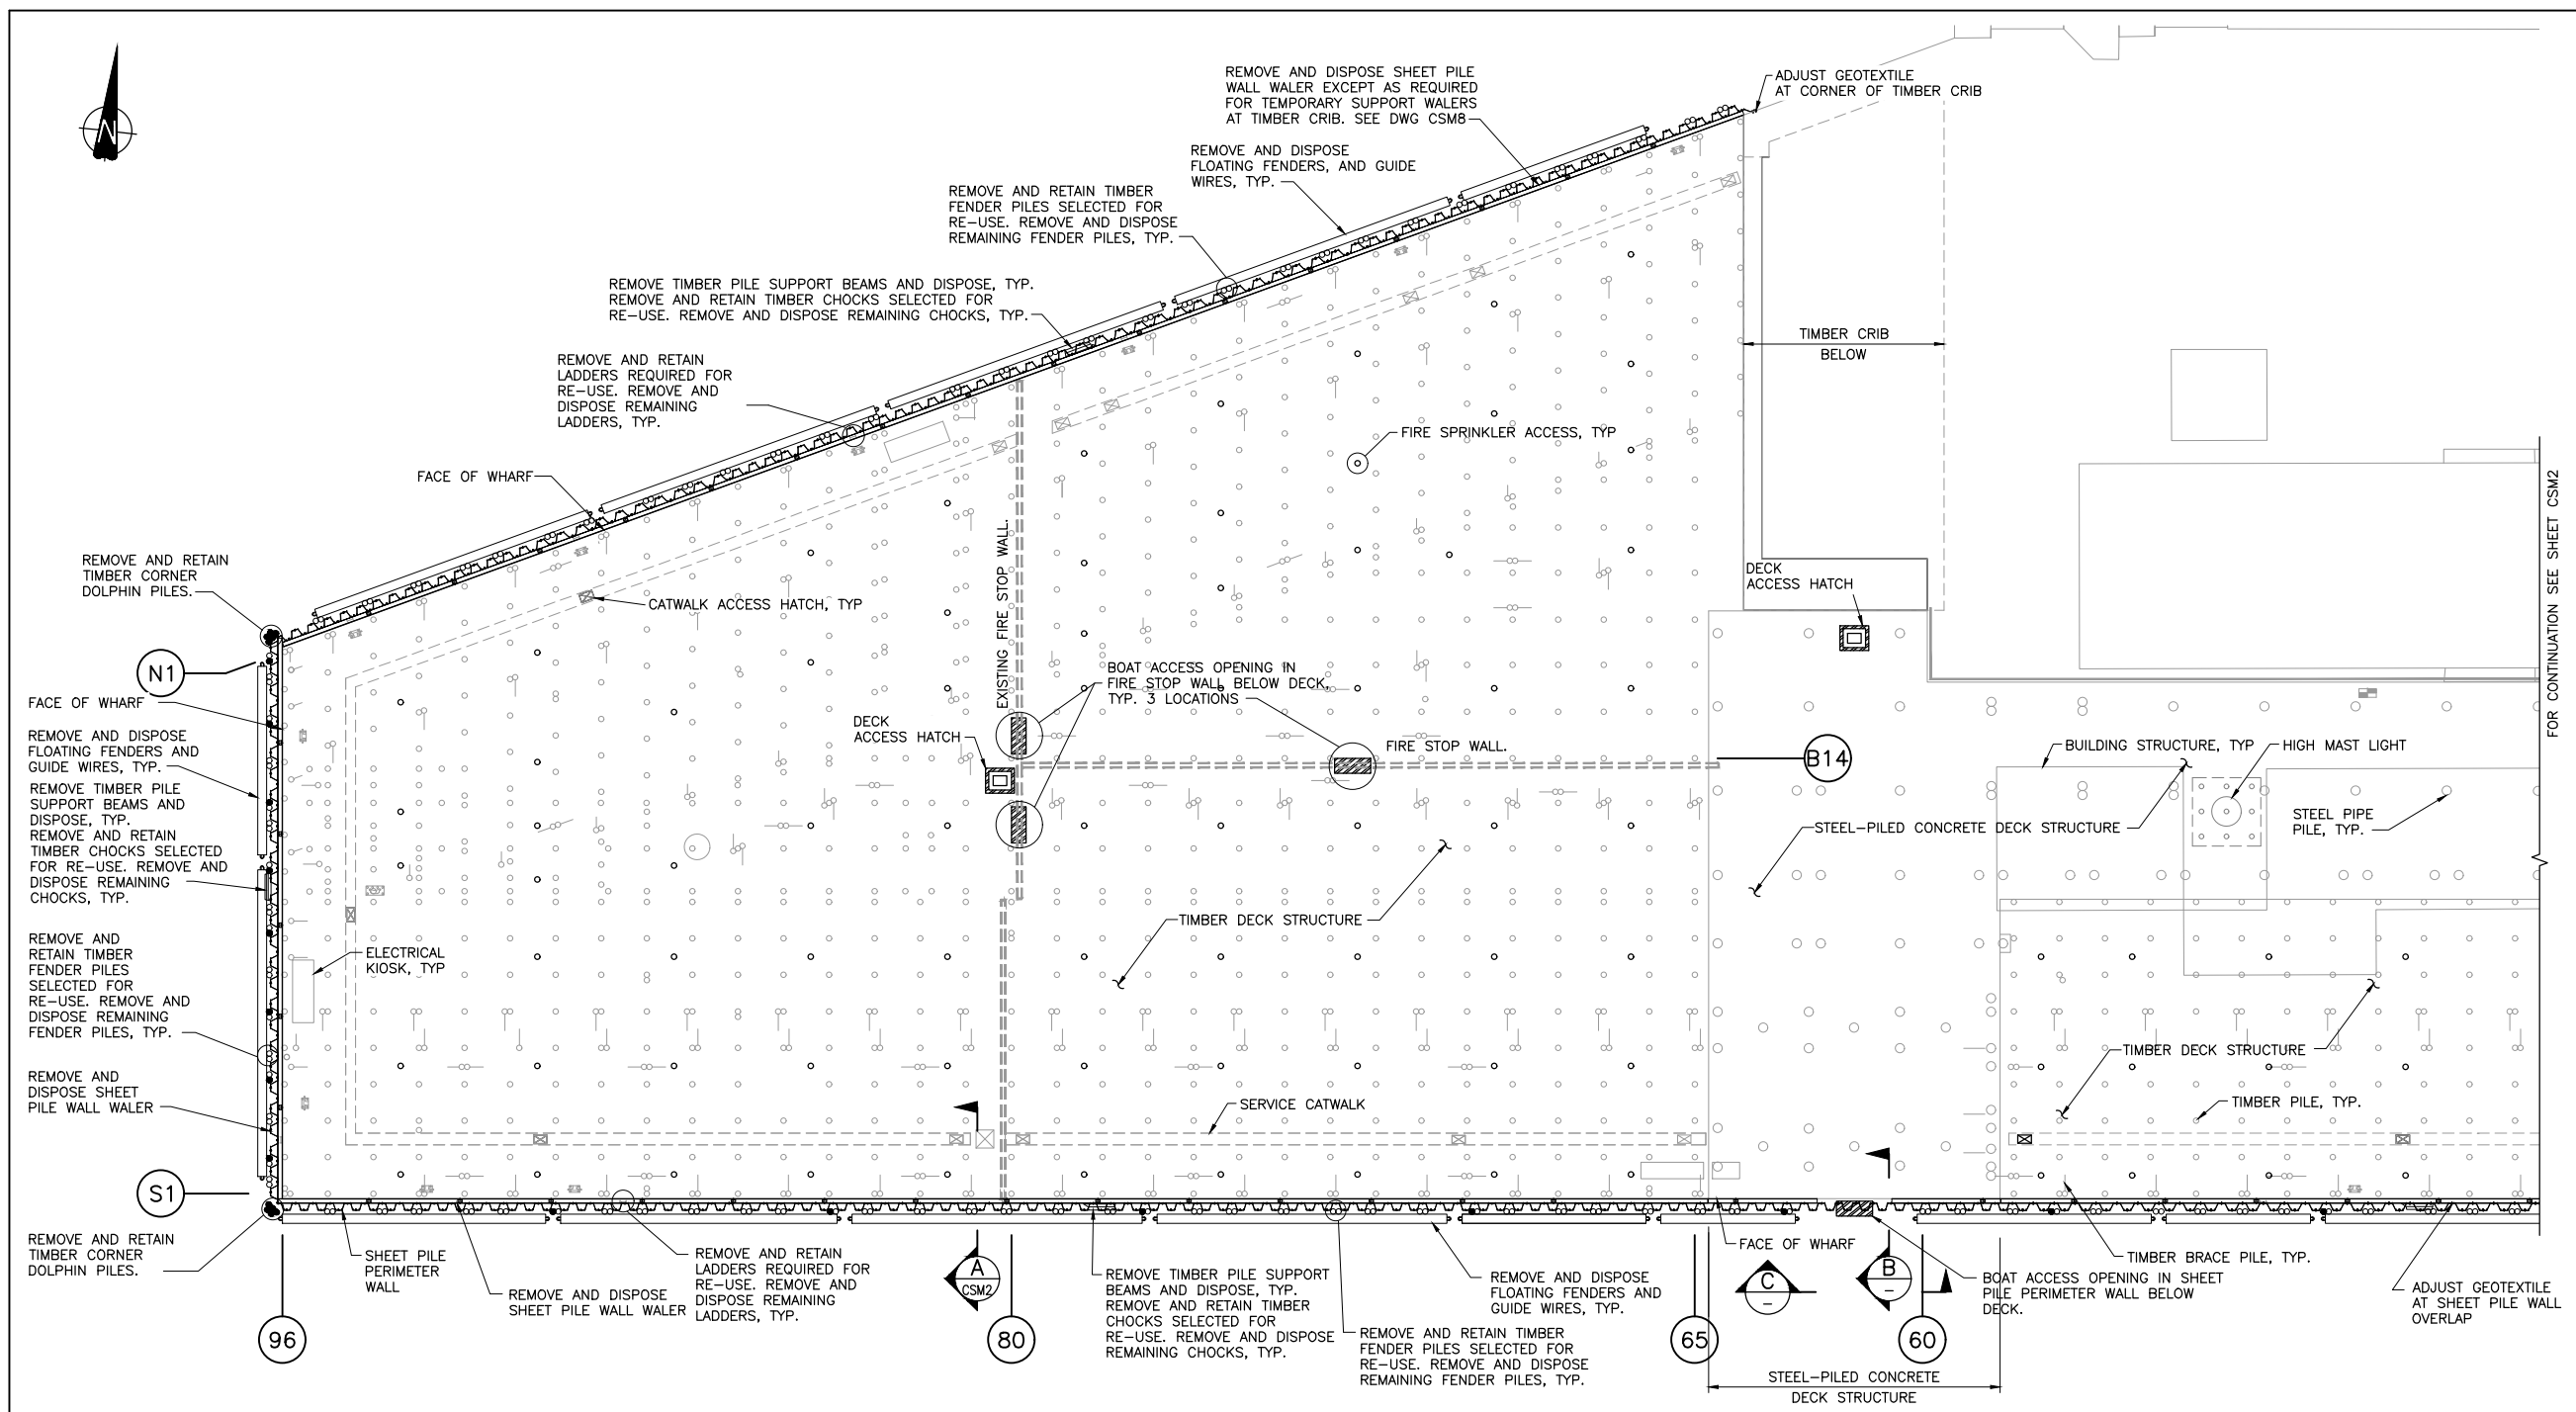 N
REMOVE AND DISPOSE SHEET PILE
WALL WALER EXCEPT AS REQUIRED
FOR TEMPORARY SUPPORT WALERS
AT TIMBER CRIB. SEE DWG CSM8
ADJUST GEOTEXTILE
AT CORNER OF TIMBER CRIB
REMOVE AND DISPOSE
FLOATING FENDERS, AND GUIDE
WIRES, TYP.
REMOVE AND RETAIN TIMBER
FENDER PILES SELECTED FOR
RE-USE. REMOVE AND DISPOSE
REMAINING FENDER PILES, TYP.
REMOVE TIMBER PILE SUPPORT BEAMS AND DISPOSE, TYP.
REMOVE AND RETAIN TIMBER CHOCKS SELECTED FOR
RE-USE. REMOVE AND DISPOSE REMAINING CHOCKS, TYP.
REMOVE AND RETAIN
LADDERS REQUIRED FOR
RE-USE. REMOVE AND
DISPOSE REMAINING
LADDERS, TYP.
TIMBER CRIB
BELOW
FIRE SPRINKLER ACCESS, TYP
FACE OF WHARF
FOR CONTINUATION SEE SHEET CSM2
REMOVE AND RETAIN
TIMBER CORNER
DOLPHIN PILES.
EXISTING FIRE STOP WALL.
DECK
ACCESS HATCH
CATWALK ACCESS HATCH, TYP
N1
BOAT ACCESS OPENING IN
FIRE STOP WALL BELOW DECK,
TYP. 3 LOCATIONS
FACE OF WHARF
DECK
ACCESS HATCH
FIRE STOP WALL.
B14
BUILDING STRUCTURE, TYP
HIGH MAST LIGHT
REMOVE AND DISPOSE
FLOATING FENDERS AND
GUIDE WIRES, TYP.
REMOVE TIMBER PILE
SUPPORT BEAMS AND
DISPOSE, TYP.
REMOVE AND RETAIN
TIMBER CHOCKS SELECTED
FOR RE-USE. REMOVE AND
DISPOSE REMAINING
CHOCKS, TYP.
STEEL-PILED CONCRETE DECK STRUCTURE
STEEL PIPE
PILE, TYP.
TIMBER DECK STRUCTURE
REMOVE AND
RETAIN TIMBER
FENDER PILES
SELECTED FOR
RE-USE. REMOVE AND
DISPOSE REMAINING
FENDER PILES, TYP.
ELECTRICAL
KIOSK, TYP
TIMBER DECK STRUCTURE
REMOVE AND
DISPOSE SHEET
PILE WALL WALER
SERVICE CATWALK
TIMBER PILE, TYP.
S1
REMOVE AND RETAIN
TIMBER CORNER
DOLPHIN PILES.
SHEET PILE
PERIMETER
WALL
REMOVE AND DISPOSE
SHEET PILE WALL WALER
REMOVE AND RETAIN
LADDERS REQUIRED FOR
RE-USE. REMOVE AND
DISPOSE REMAINING
LADDERS, TYP.
A
CSM2
REMOVE TIMBER PILE SUPPORT
BEAMS AND DISPOSE, TYP.
REMOVE AND RETAIN TIMBER
CHOCKS SELECTED FOR
RE-USE. REMOVE AND DISPOSE
REMAINING CHOCKS, TYP.
REMOVE AND RETAIN TIMBER
FENDER PILES SELECTED FOR
RE-USE. REMOVE AND DISPOSE
REMAINING FENDER PILES, TYP.
REMOVE AND DISPOSE
FLOATING FENDERS AND
GUIDE WIRES, TYP.
FACE OF WHARF
C
-
B
-
BOAT ACCESS OPENING IN SHEET
PILE PERIMETER WALL BELOW
DECK.
TIMBER BRACE PILE, TYP.
ADJUST GEOTEXTILE
AT SHEET PILE WALL
OVERLAP
96
80
65
60
STEEL-PILED CONCRETE
DECK STRUCTURE